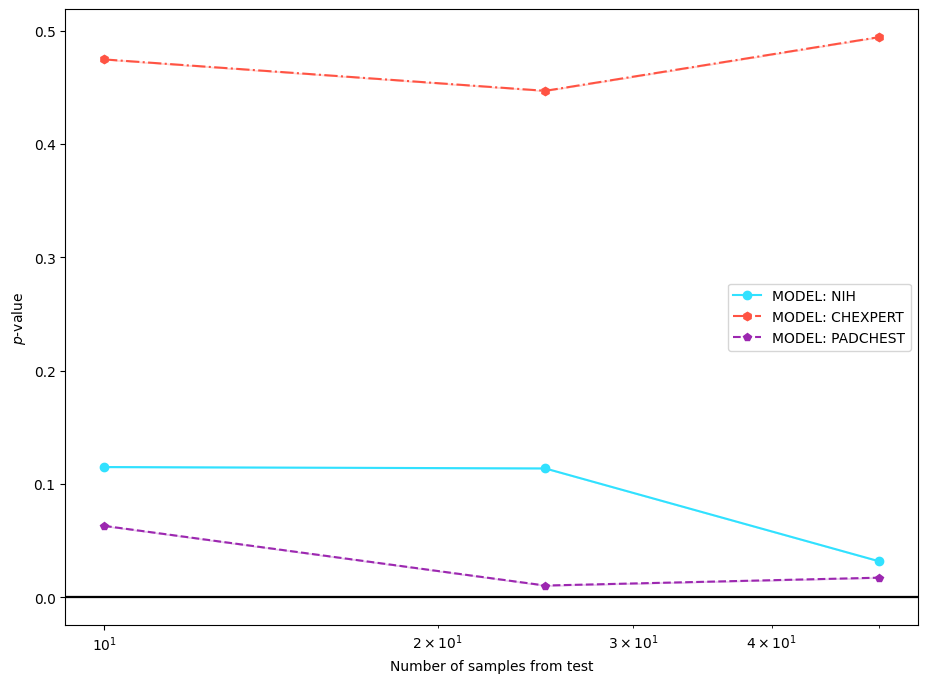 0.5
0.4
0.3
0.2
0.1
0.0
p-value
MODEL: NIH
MODEL: CHEXPERT
MODEL: PADCHEST
10¹
2 × 10¹
3 × 10¹
4 × 10¹
Number of samples from test